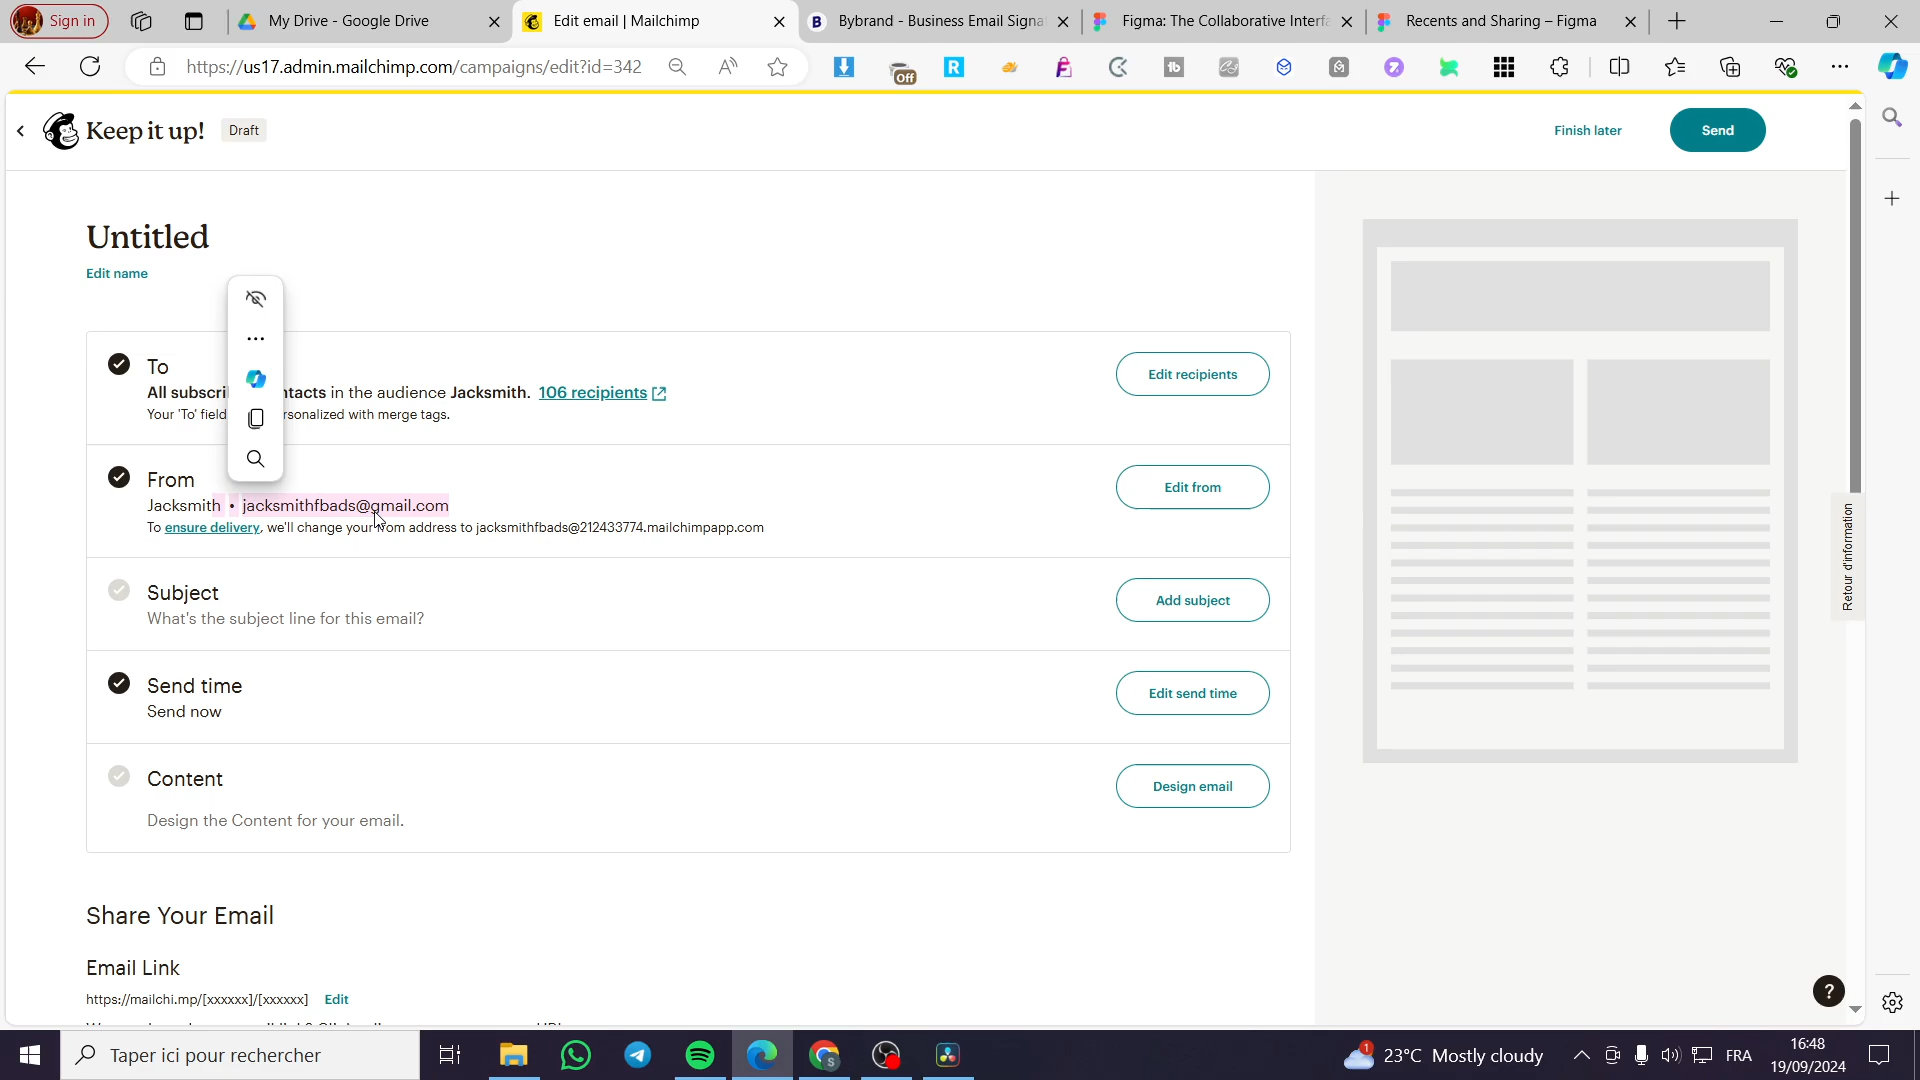 Sign in
My Drive - Google Drive
Edit email | Mailchimp
B Bybrand - Business Email Signa
Figma: The Collaborative Interfa
Recents and Sharing – Figma
https://us17.admin.mailchimp.com/campaigns/edit?id=342
Off
Keep it up!
Draft
Finish later
Send
Untitled
Edit name
To
All subscri ntacts in the audience Jacksmith. 106 recipients
Your 'To' field rsonalized with merge tags.
Edit recipients
From
Jacksmith • jacksmithfbads@gmail.com
To ensure delivery, we'll change your from address to jacksmithfbads@212433774.mailchimpapp.com
Edit from
Subject
What's the subject line for this email?
Add subject
Send time
Send now
Edit send time
Content
Design the Content for your email.
Design email
Share Your Email
Email Link
https://mailchi.mp/[xxxxxx]/[xxxxxx] Edit
Retour d'information
?
Taper ici pour rechercher
1
23°C Mostly cloudy
FRA
16:48
19/09/2024